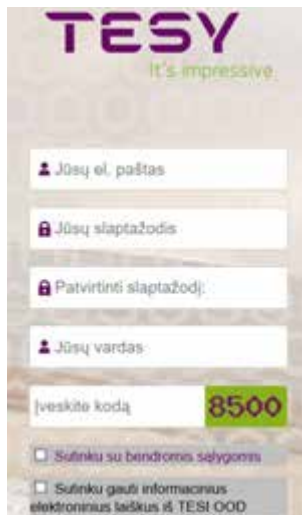 TESY
It's impressive
Jūsų el. paštas
Jūsų slaptažodis
Patvirtinti slaptažodį:
Jūsų vardas
Įveskite kodą 8500
Sutinku su bendromis sąlygomis
Sutinku gauti informacinius
elektroninius laiškus iš TESI OOD